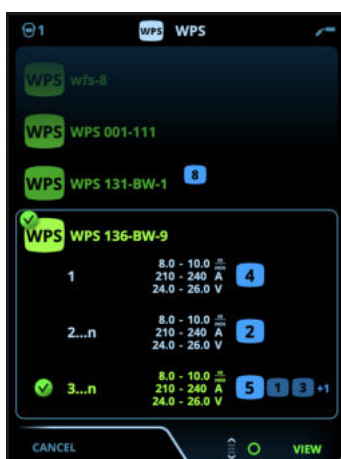 1 WPS WPS
WPS wfs-8
WPS WPS 001-111
WPS WPS 131-BW-1 8
WPS WPS 136-BW-9
8.0 - 10.0 m/min
1 210 - 240 A 4
24.0 - 26.0 V
8.0 - 10.0 m/min
2...n 210 - 240 A 2
24.0 - 26.0 V
8.0 - 10.0 m/min
3...n 210 - 240 A 5 1 3 +1
24.0 - 26.0 V
CANCEL VIEW